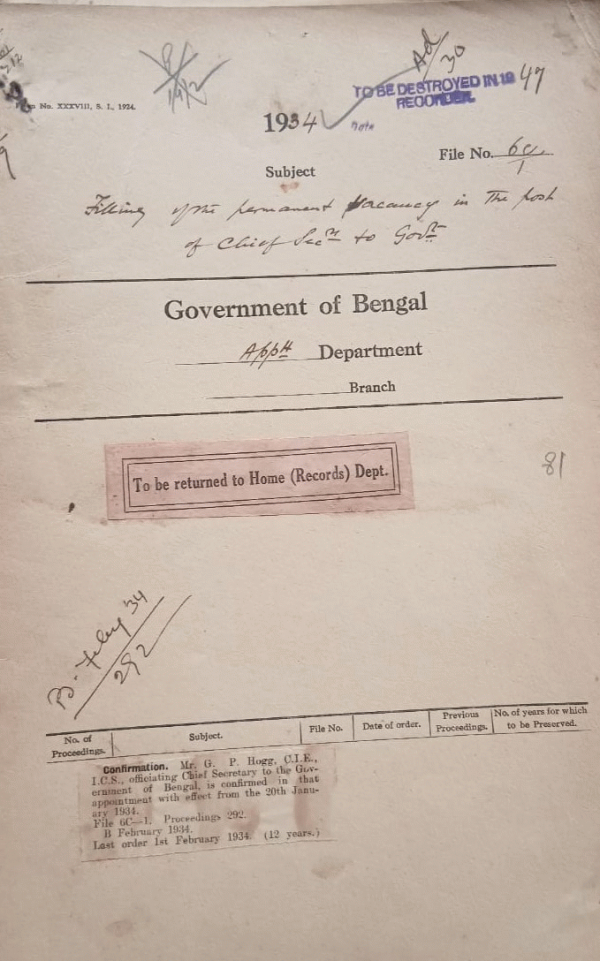 Ad/30
TO BE DESTROYED IN 19 47
No. XXXVIII, S. I., 1924.
1934
File No. 6C/1
Subject
Filling of the permanent Vacancy in the post
of Chief Secy to Govt
Government of Bengal
Appt Department
Branch
To be returned to Home (Records) Dept.
81
B. Feby '34
292
No. of Proceedings. Subject. File No. Date of order. Previous Proceedings. No. of years for which to be Preserved.
Confirmation. Mr. G. P. Hogg, C.I.E.,
I.C.S., officiating Chief Secretary to the Gov-
ernment of Bengal, is confirmed in that
appointment with effect from the 20th Janu-
ary 1934.
File 6C—1. Proceedings 292.
B February 1934.
Last order 1st February 1934. (12 years.)